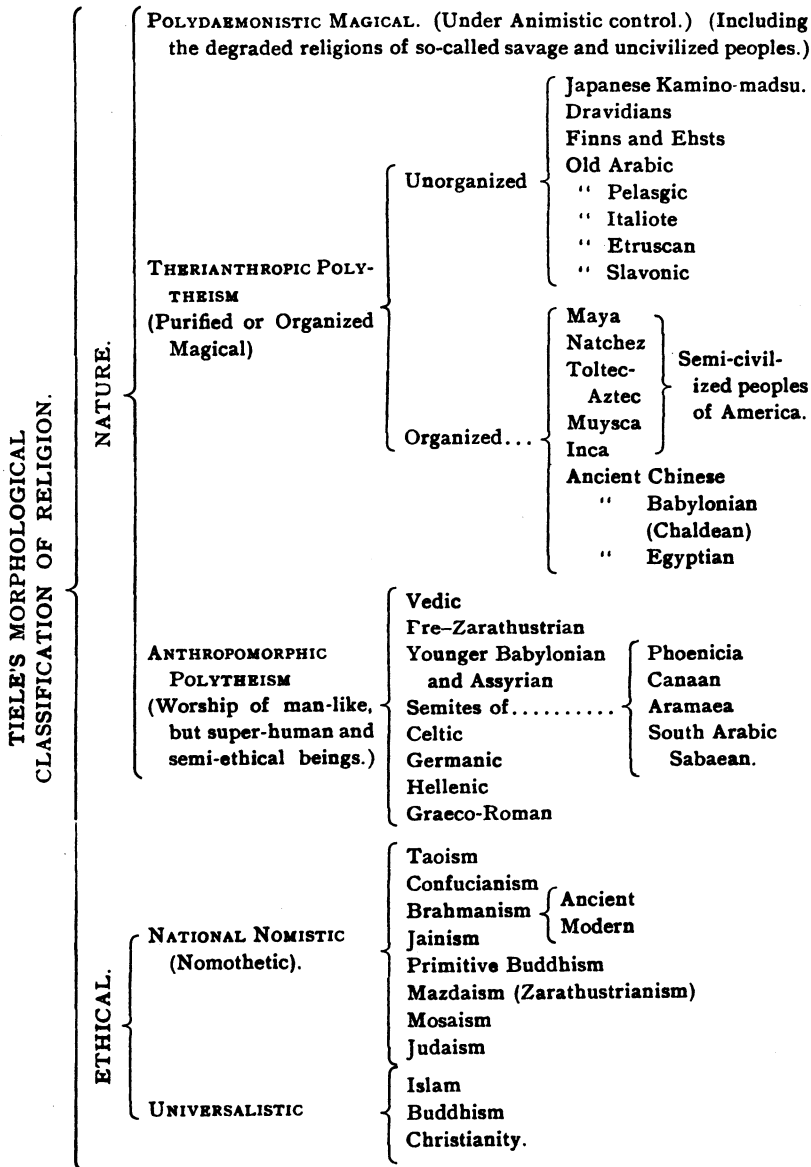 TIELE'S MORPHOLOGICAL
CLASSIFICATION OF RELIGION.
NATURE.
POLYDAEMONISTIC MAGICAL. (Under Animistic control.) (Including
the degraded religions of so-called savage and uncivilized peoples.)
THERIANTHROPIC POLY-
THEISM
(Purified or Organized
Magical)
Unorganized
Japanese Kamino-madsu.
Dravidians
Finns and Ehsts
Old Arabic
" Pelasgic
" Italiote
" Etruscan
" Slavonic
Organized...
Maya
Natchez
Toltec-
Aztec
Muysca
Inca
Semi-civil-
ized peoples
of America.
Ancient Chinese
" Babylonian
(Chaldean)
" Egyptian
ANTHROPOMORPHIC
POLYTHEISM
(Worship of man-like,
but super-human and
semi-ethical beings.)
Vedic
Pre-Zarathustrian
Younger Babylonian
and Assyrian
Semites of..........
Phoenicia
Canaan
Aramaea
South Arabic
Sabaean.
Celtic
Germanic
Hellenic
Graeco-Roman
ETHICAL.
NATIONAL NOMISTIC
(Nomothetic).
Taoism
Confucianism
Brahmanism
Ancient
Modern
Jainism
Primitive Buddhism
Mazdaism (Zarathustrianism)
Mosaism
Judaism
UNIVERSALISTIC
Islam
Buddhism
Christianity.